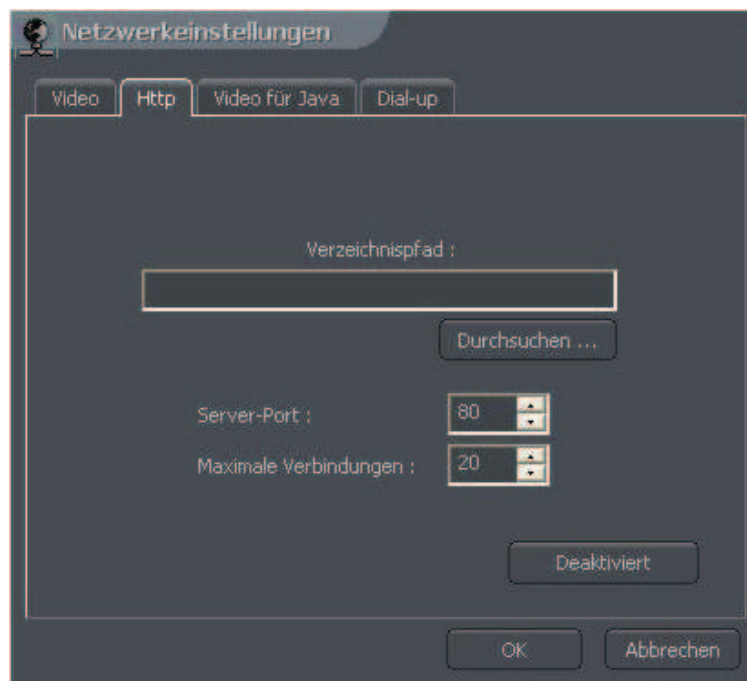 Netzwerkeinstellungen
Video Http Video für Java Dial-up
Verzeichnispfad :
Durchsuchen ...
Server-Port : 80
Maximale Verbindungen : 20
Deaktiviert
OK Abbrechen